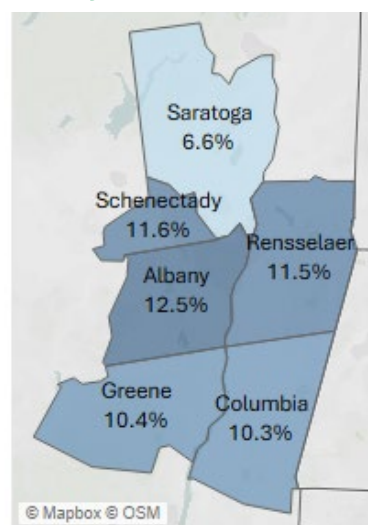 Saratoga
6.6%
Schenectady
11.6%
Rensselaer
11.5%
Albany
12.5%
Greene
10.4%
Columbia
10.3%
© Mapbox © OSM